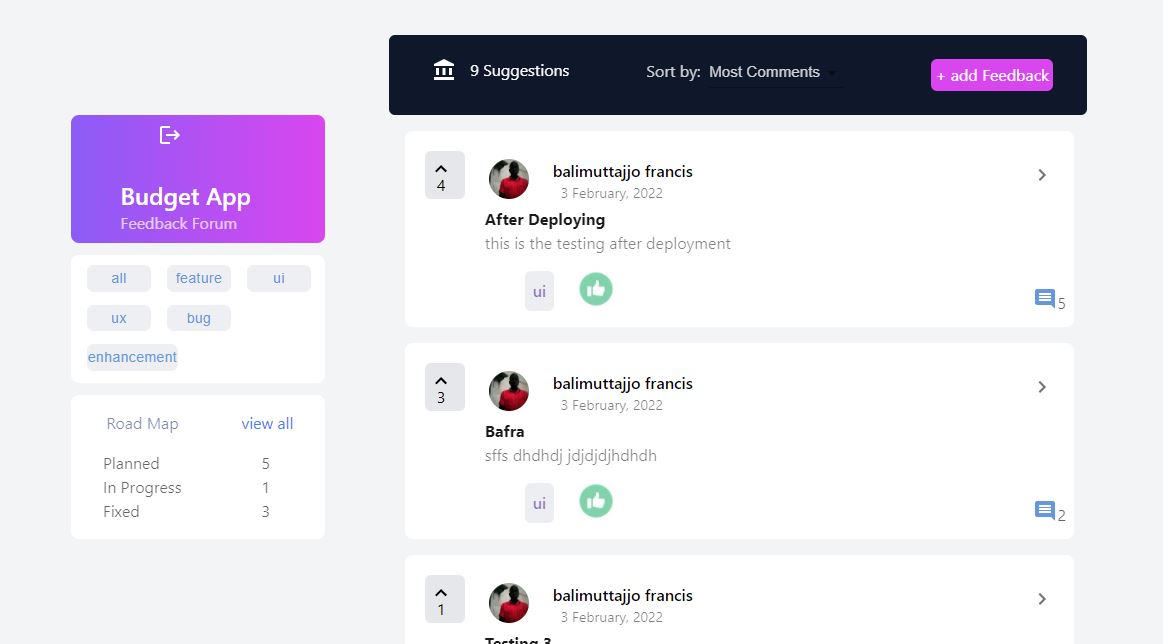 9 Suggestions
Sort by: Most Comments
+ add Feedback
Budget App
Feedback Forum
all feature ui
ux bug
enhancement
Road Map view all
Planned 5
In Progress 1
Fixed 3
4
balimuttajjo francis
3 February, 2022
After Deploying
this is the testing after deployment
ui
5
3
balimuttajjo francis
3 February, 2022
Bafra
sffs dhdhdj jdjdjdjhdhdh
ui
2
1
balimuttajjo francis
3 February, 2022
Testing 3